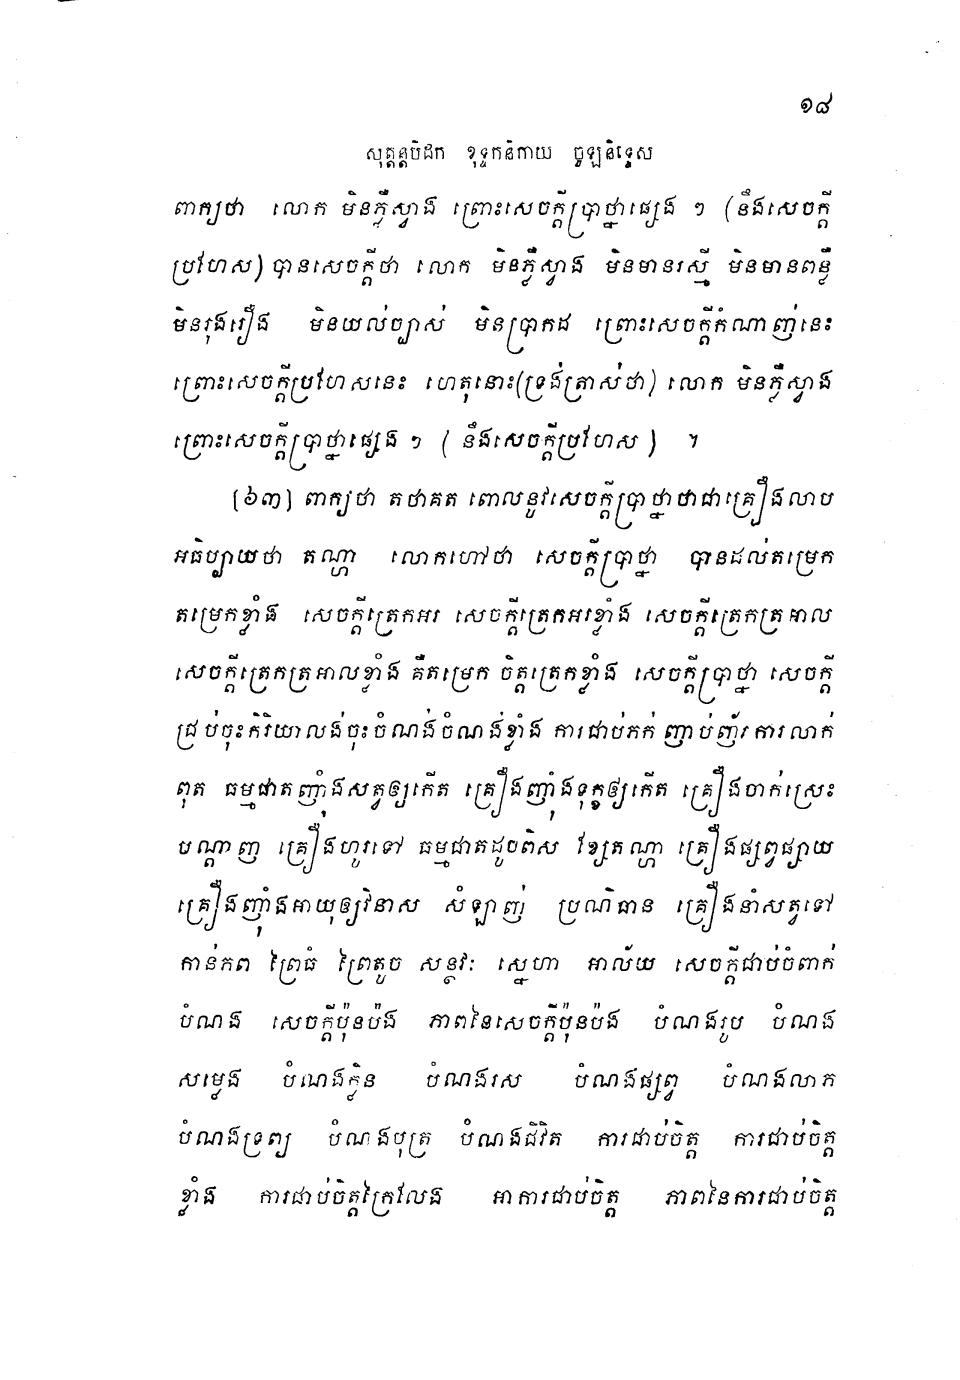 ១៨
សុត្តន្តបិដក ខុទ្ទកនិកាយ ចូឡនិទ្ទេស
ពាក្យថា លោក មិនភ្លឺស្វាង ព្រោះសេចក្តីប្រាថ្នាផ្សេង ៗ (នឹងសេចក្តី
ប្រហែស) បានសេចក្តីថា លោក មិនភ្លឺស្វាង មិនមានរស្មី មិនមានពន្លឺ
មិនរុងរឿង មិនយល់ច្បាស់ មិនប្រាកដ ព្រោះសេចក្តីកំណាញ់នេះ
ព្រោះសេចក្តីប្រហែសនេះ ហេតុនោះ(ទ្រង់ត្រាស់ថា) លោក មិនភ្លឺស្វាង
ព្រោះសេចក្តីប្រាថ្នាផ្សេង ៗ ( នឹងសេចក្តីប្រហែស ) ។
[៦៣] ពាក្យថា តថាគត ពោលនូវសេចក្តីប្រាថ្នាថាជាគ្រឿងលាប
អធិប្បាយថា តណ្ហា លោកហៅថា សេចក្តីប្រាថ្នា បានដល់តម្រេក
តម្រេកខ្លាំង សេចក្តីត្រេកអរ សេចក្តីត្រេកអរខ្លាំង សេចក្តីត្រេកត្រអាល
សេចក្តីត្រេកត្រអាលខ្លាំង គឺតម្រេក ចិត្តត្រេកខ្លាំង សេចក្តីប្រាថ្នា សេចក្តី
ជ្រប់ចុះកិរិយាលង់ចុះចំណង់ចំណង់ខ្លាំង ការជាប់ភក់ ញាប់ញ័រការលាក់
ពុត ធម្មជាតញ៉ាំងសត្វឲ្យកើត គ្រឿងញ៉ាំងទុក្ខឲ្យកើត គ្រឿងចាក់ស្រេះ
បណ្តាញ គ្រឿងហូរទៅ ធម្មជាតដូចពិស ខ្សែតណ្ហា គ្រឿងផ្សព្វផ្សាយ
គ្រឿងញ៉ាំងអាយុឲ្យវិនាស សំឡាញ់ ប្រណិធាន គ្រឿងនាំសត្វទៅ
កាន់ភព ព្រៃធំ ព្រៃតូច សន្ថវៈ ស្នេហា អាល័យ សេចក្តីជាប់ចំពាក់
បំណង សេចក្តីប៉ុនប៉ង ភាពនៃសេចក្តីប៉ុនប៉ង បំណងរូប បំណង
សម្លេង បំណងក្លិន បំណងរស បំណងផ្សព្វ បំណងលាភ
បំណងទ្រព្យ បំណងបុត្រ បំណងជីវិត ការជាប់ចិត្ត ការជាប់ចិត្ត
ខ្លាំង ការជាប់ចិត្តក្រៃលែង អាការជាប់ចិត្ត ភាពនៃការជាប់ចិត្ត